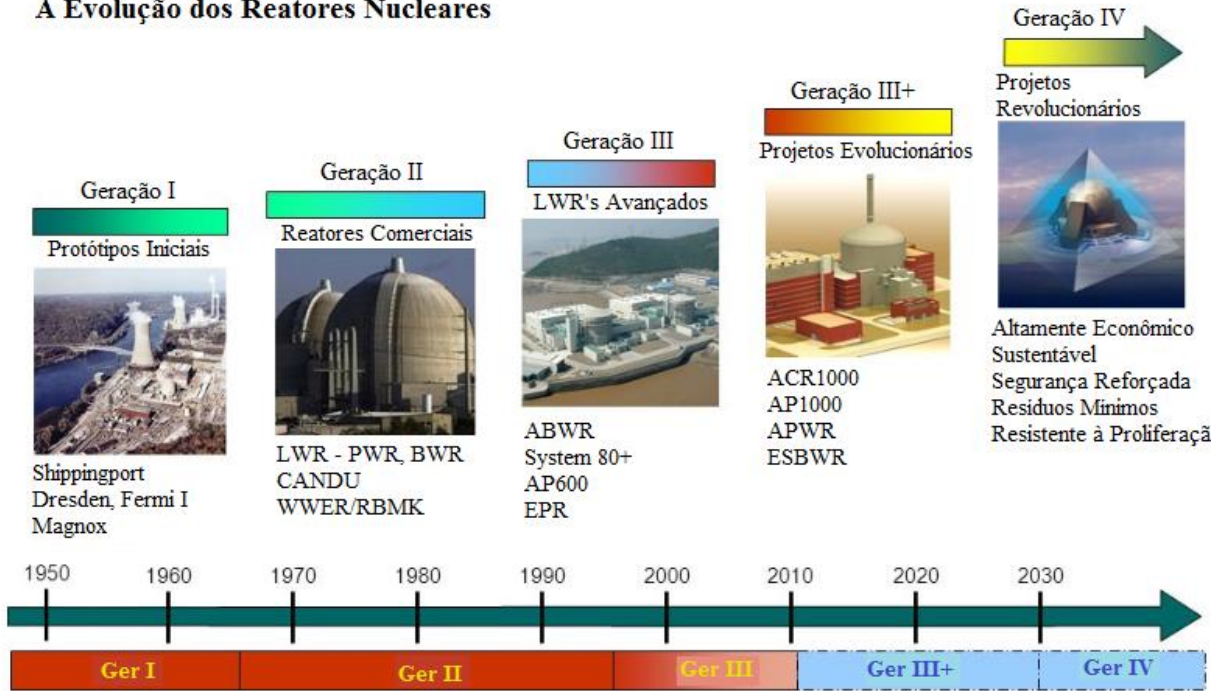 A Evolução dos Reatores Nucleares
Geração I
Protótipos Iniciais
Shippingport
Dresden, Fermi I
Magnox
Geração II
Reatores Comerciais
LWR - PWR, BWR
CANDU
WWER/RBMK
Geração III
LWR's Avançados
ABWR
System 80+
AP600
EPR
Geração III+
Projetos Evolucionários
ACR1000
AP1000
APWR
ESBWR
Geração IV
Projetos
Revolucionários
Altamente Econômico
Sustentável
Segurança Reforçada
Resíduos Mínimos
Resistente à Proliferaçã
1950 1960 1970 1980 1990 2000 2010 2020 2030
Ger I Ger II Ger III Ger III+ Ger IV